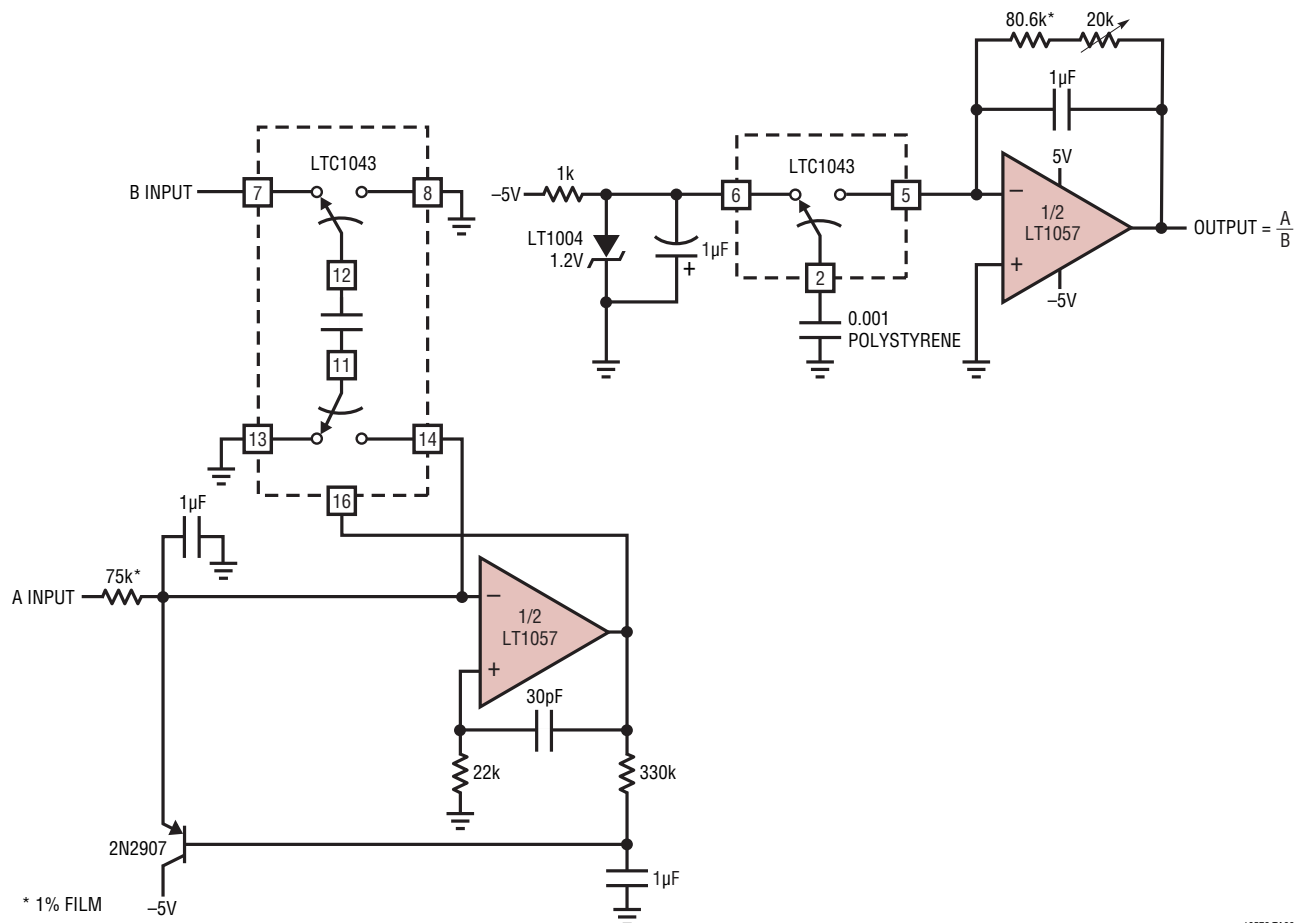 80.6k* 20k
1µF
LTC1043
B INPUT 7 8
12
11
13 14
16
–5V 1k
LT1004
1.2V
1µF
+
LTC1043
6 5
2
0.001
POLYSTYRENE
5V
–
1/2
LT1057
+
–5V
OUTPUT = A/B
1µF
75k*
A INPUT
–
1/2
LT1057
+
30pF
22k 330k
2N2907
1µF
* 1% FILM –5V